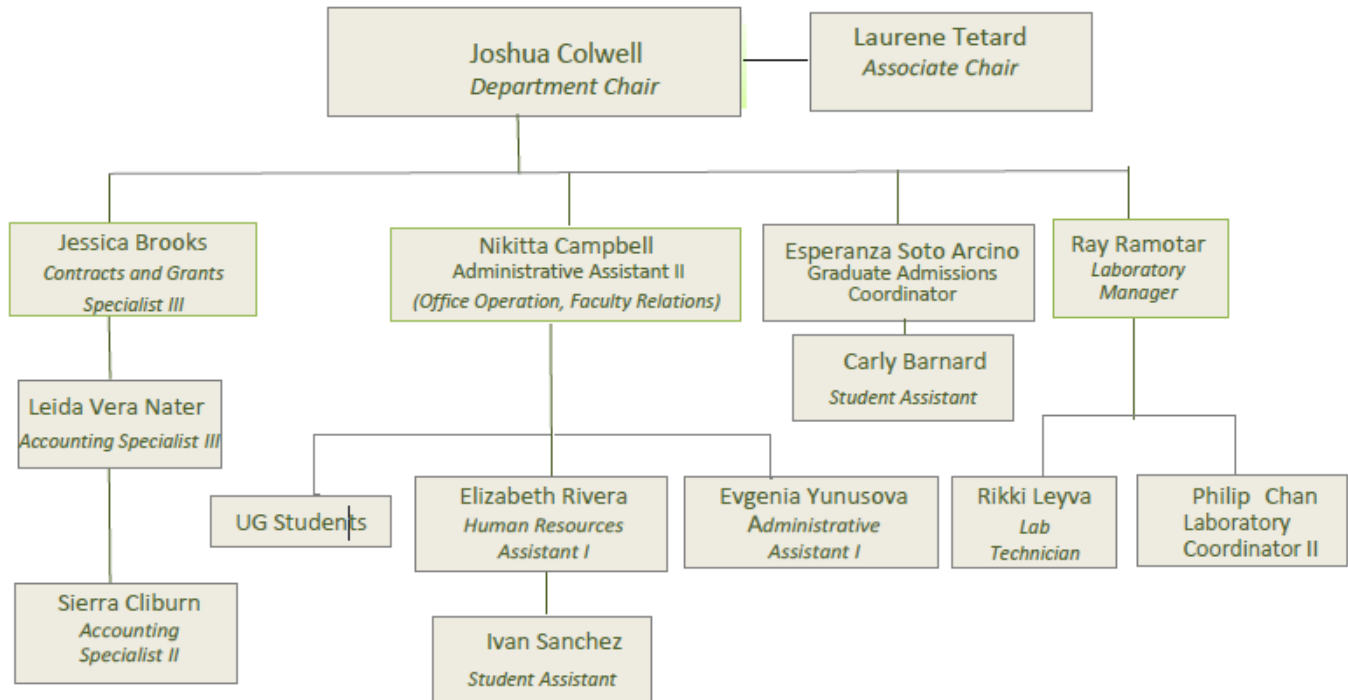 Joshua Colwell
Department Chair
Laurene Tetard
Associate Chair
Jessica Brooks
Contracts and Grants
Specialist III
Nikitta Campbell
Administrative Assistant II
(Office Operation, Faculty Relations)
Esperanza Soto Arcino
Graduate Admissions
Coordinator
Ray Ramotar
Laboratory
Manager
Carly Barnard
Student Assistant
Leida Vera Nater
Accounting Specialist III
UG Students
Elizabeth Rivera
Human Resources
Assistant I
Evgenia Yunusova
Administrative
Assistant I
Rikki Leyva
Lab
Technician
Philip Chan
Laboratory
Coordinator II
Sierra Cliburn
Accounting
Specialist II
Ivan Sanchez
Student Assistant